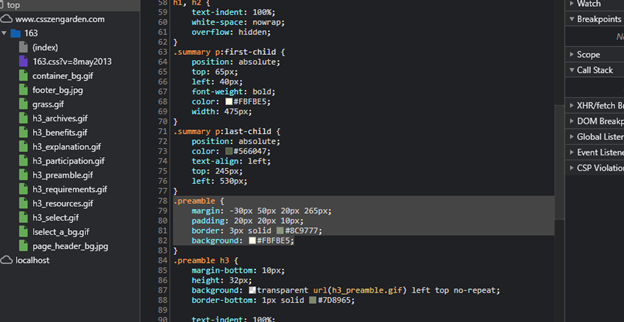 top
www.csszengarden.com
163
(index)
163.css?v=8may2013
container_bg.gif
footer_bg.jpg
grass.gif
h3_archives.gif
h3_benefits.gif
h3_explanation.gif
h3_participation.gif
h3_preamble.gif
h3_requirements.gif
h3_resources.gif
h3_select.gif
lselect_a_bg.gif
page_header_bg.jpg
localhost
58 h1, h2 {
59 text-indent: 100%;
60 white-space: nowrap;
61 overflow: hidden;
62 }
63 .summary p:first-child {
64 position: absolute;
65 top: 65px;
66 left: 40px;
67 font-weight: bold;
68 color: #FBFBE5;
69 width: 475px;
70 }
71 .summary p:last-child {
72 position: absolute;
73 color: #566047;
74 text-align: left;
75 top: 245px;
76 left: 530px;
77 }
78 .preamble {
79 margin: -30px 50px 20px 265px;
80 padding: 20px 20px 10px;
81 border: 3px solid #8C9777;
82 background: #FBFBE5;
83 }
84 .preamble h3 {
85 margin-bottom: 10px;
86 height: 32px;
87 background: transparent url(h3_preamble.gif) left top no-repeat;
88 border-bottom: 1px solid #7D8965;
89
90 text-indent: 100%;
Watch
Breakpoints
Scope
Call Stack
XHR/fetch Br
DOM Breakp
Global Listen
Event Listene
CSP Violation